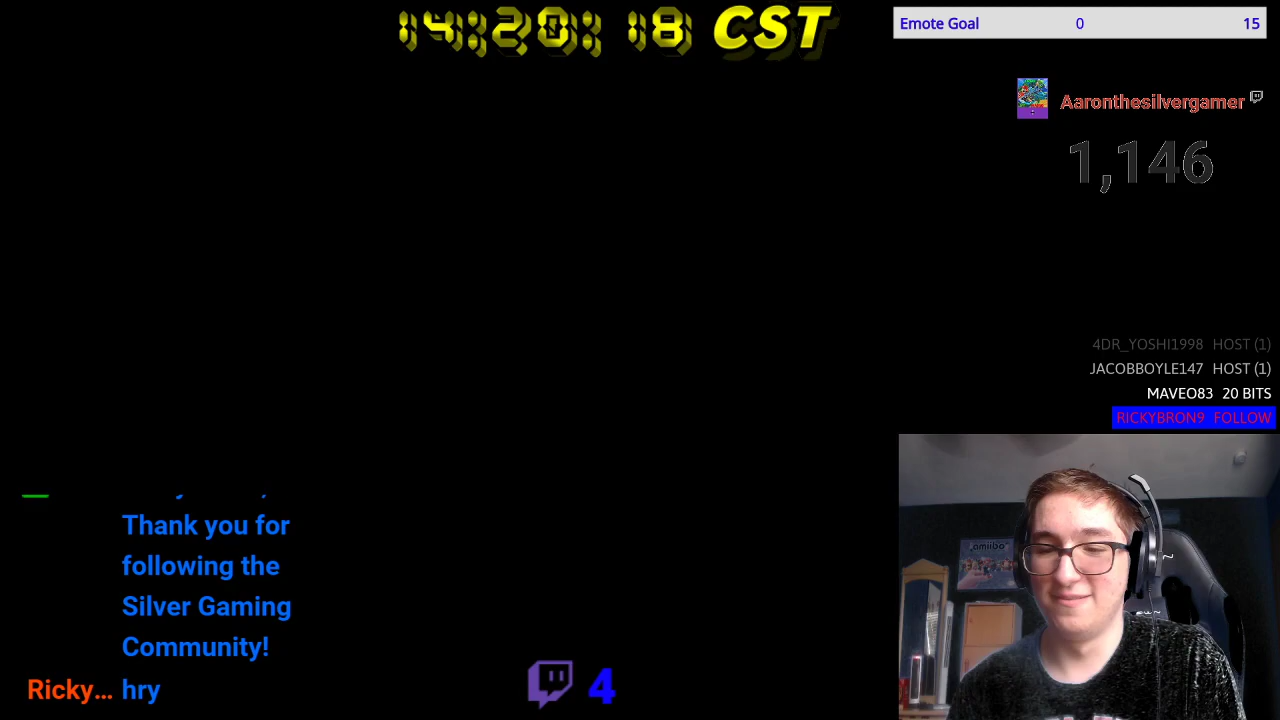 14:20: 18 CST
Emote Goal 0 15
Aaronthesilvergamer
1,146
4DR_YOSHI1998 HOST (1)
JACOBBOYLE147 HOST (1)
MAVEO83 20 BITS
RICKYBRON9 FOLLOW
amiibo
Thank you for
following the
Silver Gaming
Community!
Ricky... hry
4